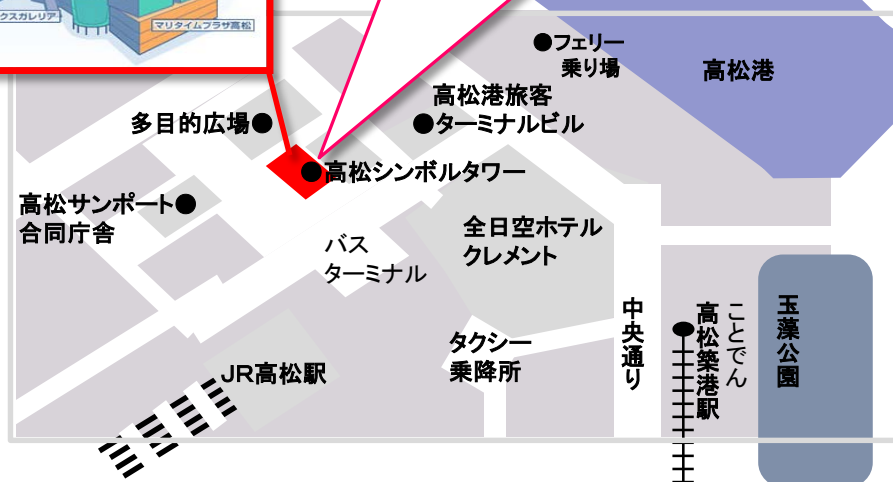 クスガレリア
マリタイムプラザ高松
フェリー
乗り場
高松港
高松港旅客
ターミナルビル
多目的広場
高松シンボルタワー
高松サンポート
合同庁舎
全日空ホテル
クレメント
バス
ターミナル
中央通り
ことでん
高松築港駅
玉藻公園
タクシー
乗降所
JR高松駅